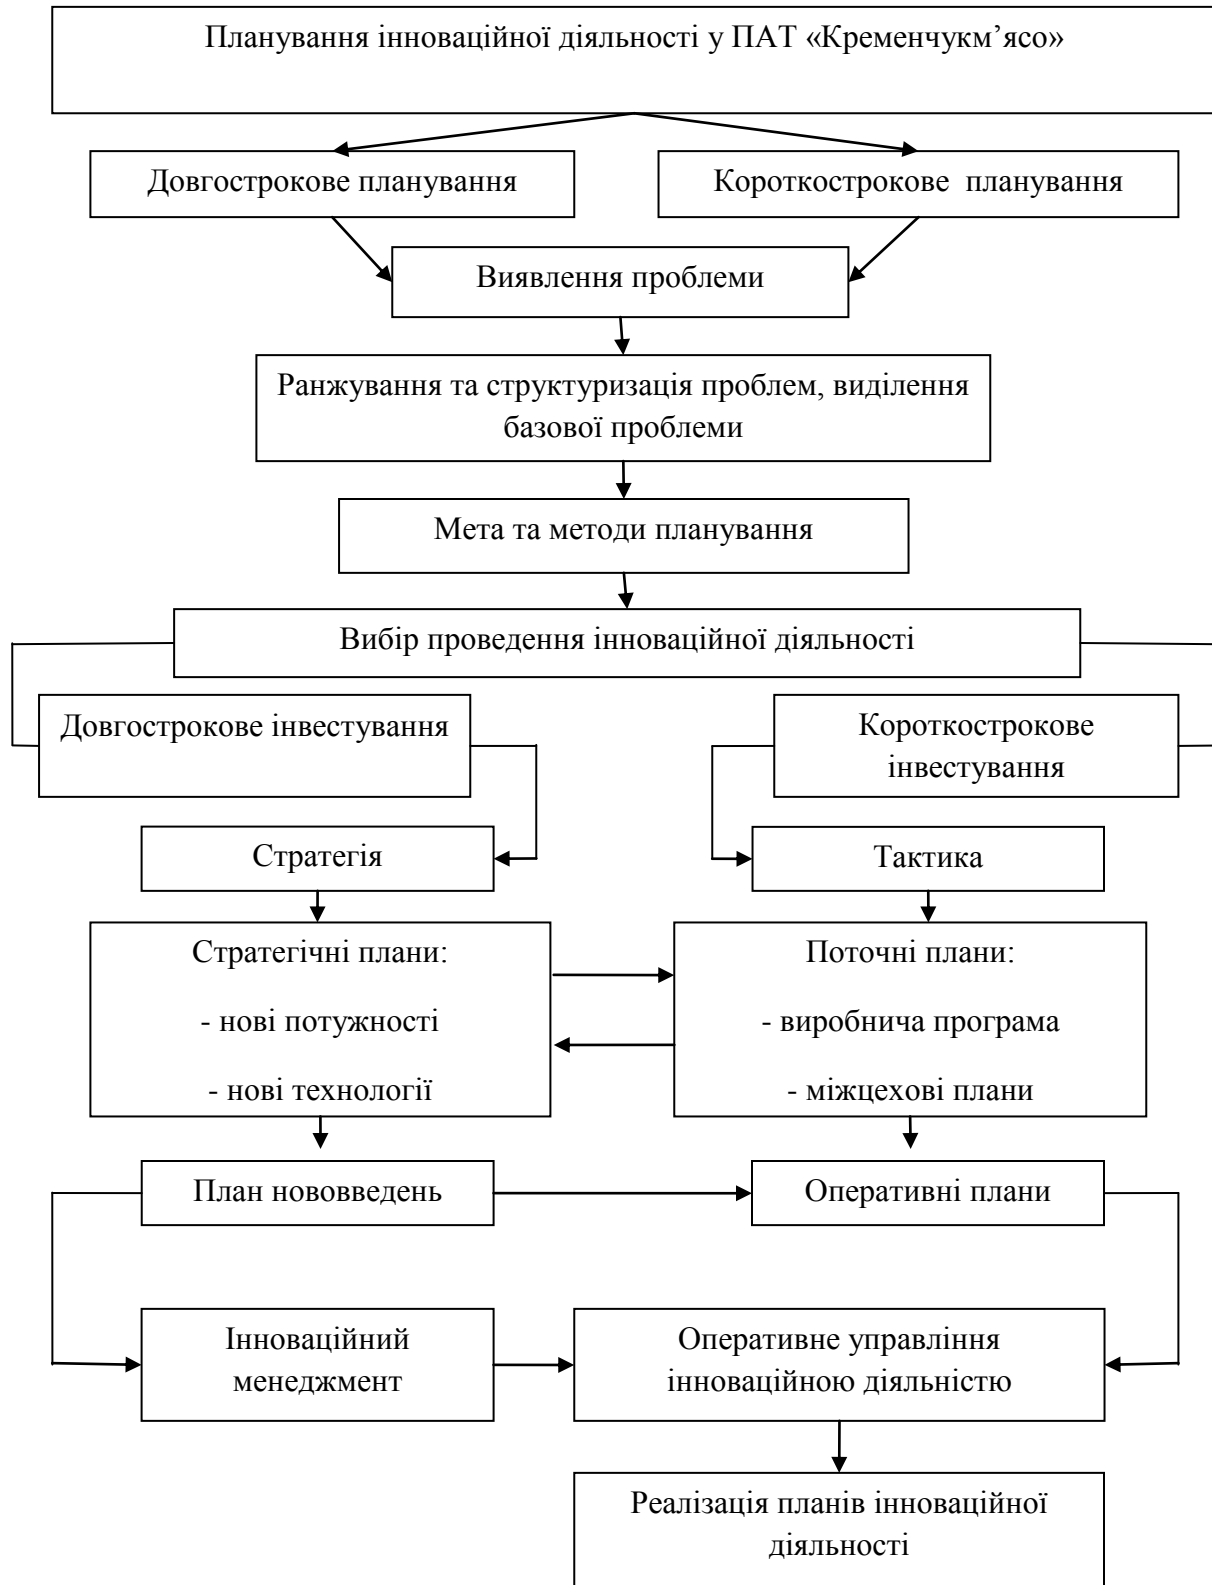 Планування інноваційної діяльності у ПАТ «Кременчукм’ясо»
Довгострокове планування
Короткострокове планування
Виявлення проблеми
Ранжування та структуризація проблем, виділення
базової проблеми
Мета та методи планування
Вибір проведення інноваційної діяльності
Довгострокове інвестування
Короткострокове
інвестування
Стратегія
Тактика
Стратегічні плани:
- нові потужності
- нові технології
Поточні плани:
- виробнича програма
- міжцехові плани
План нововведень
Оперативні плани
Інноваційний
менеджмент
Оперативне управління
інноваційною діяльністю
Реалізація планів інноваційної
діяльності